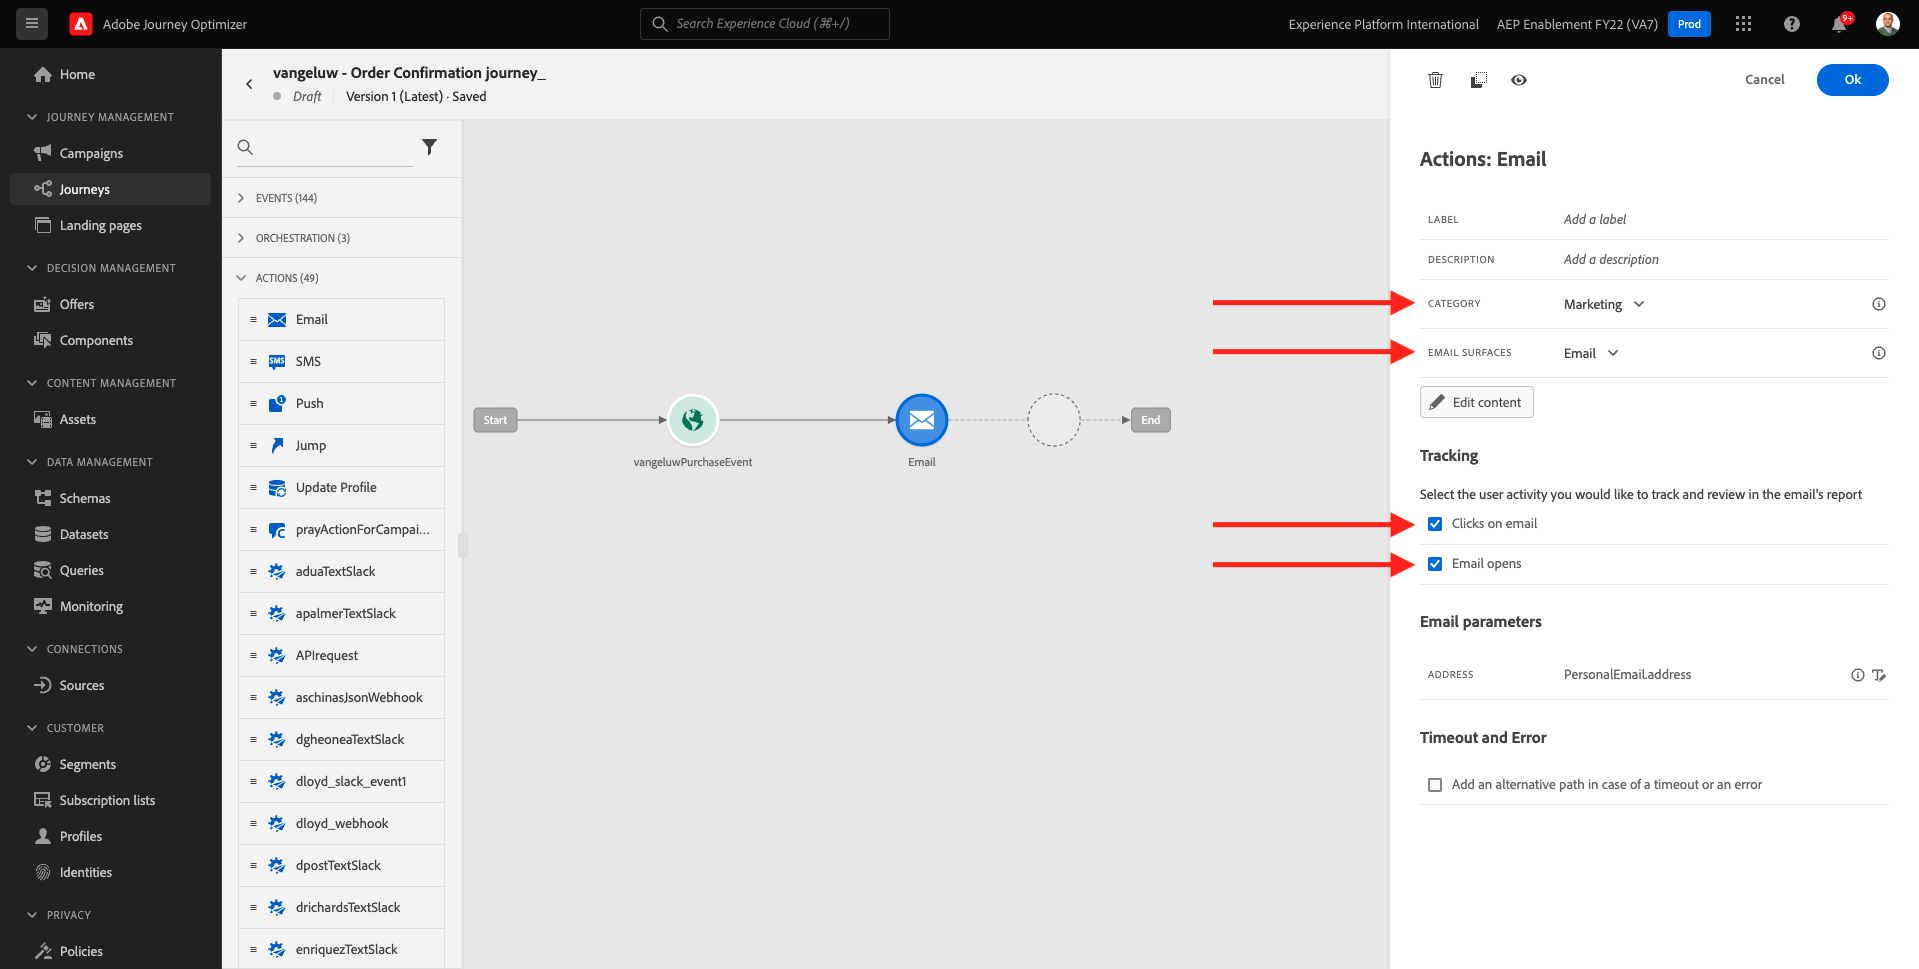 Adobe Journey Optimizer
Search Experience Cloud (⌘+/)
Experience Platform International
AEP Enablement FY22 (VA7)
Prod
9+
Home
JOURNEY MANAGEMENT
Campaigns
Journeys
Landing pages
DECISION MANAGEMENT
Offers
Components
CONTENT MANAGEMENT
Assets
DATA MANAGEMENT
Schemas
Datasets
Queries
Monitoring
CONNECTIONS
Sources
CUSTOMER
Segments
Subscription lists
Profiles
Identities
PRIVACY
Policies
vangeluw - Order Confirmation journey_
Draft
Version 1 (Latest) · Saved
EVENTS (144)
ORCHESTRATION (3)
ACTIONS (49)
Email
SMS
SMS
Push
Jump
Update Profile
prayActionForCampai...
aduaTextSlack
apalmerTextSlack
APIrequest
aschinasJsonWebhook
dgheoneaTextSlack
dloyd_slack_event1
dloyd_webhook
dpostTextSlack
drichardsTextSlack
enriquezTextSlack
Start
vangeluwPurchaseEvent
Email
End
Cancel
Ok
Actions: Email
LABEL
Add a label
DESCRIPTION
Add a description
CATEGORY
Marketing
EMAIL SURFACES
Email
Edit content
Tracking
Select the user activity you would like to track and review in the email's report
Clicks on email
Email opens
Email parameters
ADDRESS
PersonalEmail.address
Timeout and Error
Add an alternative path in case of a timeout or an error